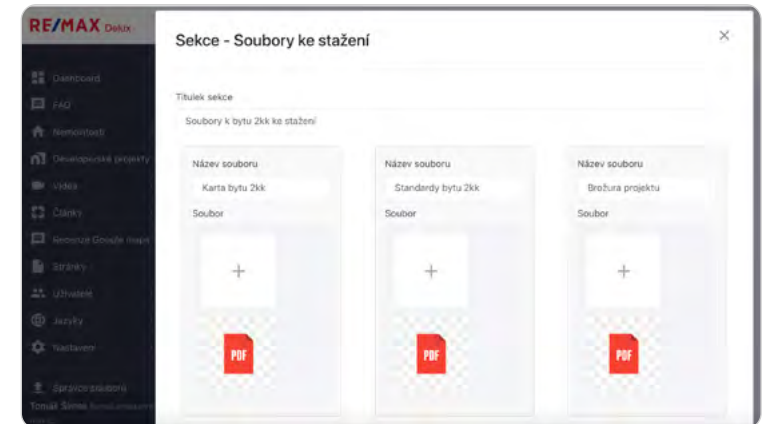 RE/MAX Delux
Sekce - Soubory ke stažení
Dashboard
FAQ
Nemovitosti
Developerské projekty
Videa
Články
Recenze Google maps
Stránky
Uživatelé
Jazyky
Nastavení
Správce souborů
Tomáš
Titulek sekce
Soubory k bytu 2kk ke stažení
Název souboru
Karta bytu 2kk
Soubor
+
PDF
Název souboru
Standardy bytu 2kk
Soubor
+
PDF
Název souboru
Brožura projektu
Soubor
+
PDF